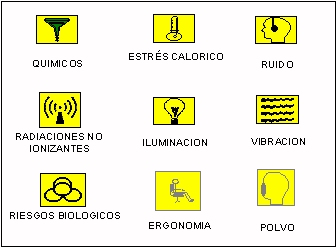 QUIMICOS
ESTRÉS CALORICO
RUIDO
RADIACIONES NO
IONIZANTES
ILUMINACION
VIBRACION
RIESGOS BIOLOGICOS
ERGONOMIA
POLVO